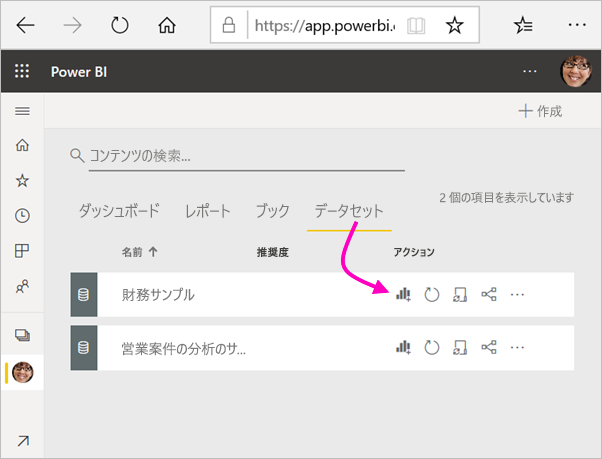 https://app.powerbi.c
Power BI
作成
コンテンツの検索...
2 個の項目を表示しています
ダッシュボード レポート ブック データセット
名前 推奨度 アクション
財務サンプル
営業案件の分析のサ...